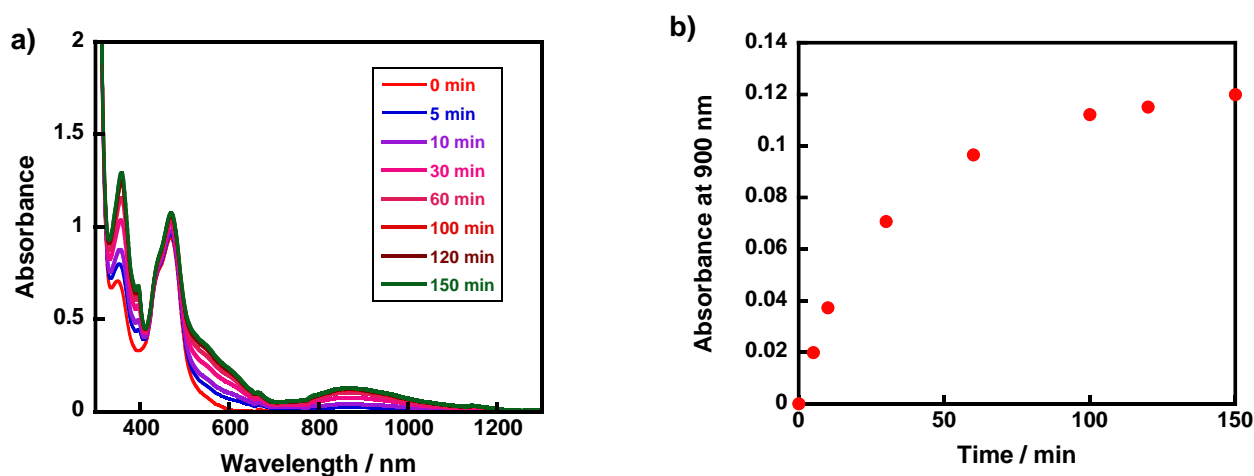 a)
2
1.5
1
0.5
0
Absorbance
400 600 800 1000 1200
Wavelength / nm
0 min
5 min
10 min
30 min
60 min
100 min
120 min
150 min
b)
0.14
0.12
0.1
0.08
0.06
0.04
0.02
0
Absorbance at 900 nm
0 50 100 150
Time / min